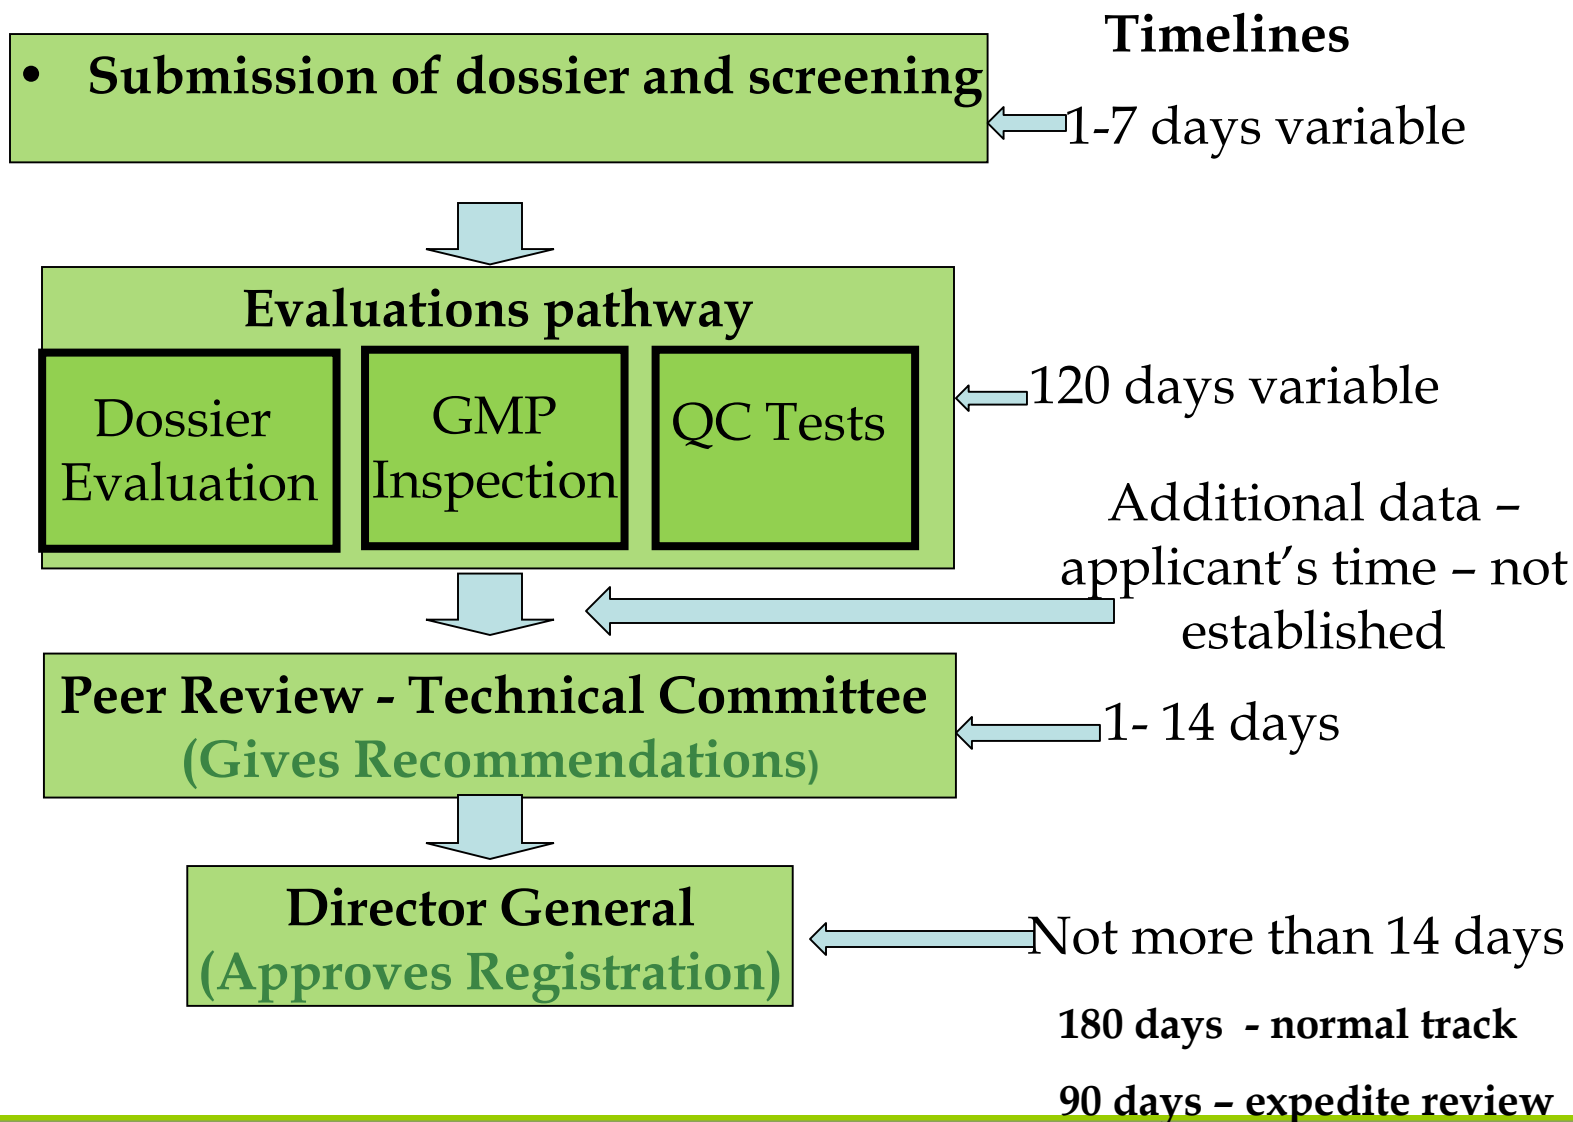 Timelines
• Submission of dossier and screening
1-7 days variable
Evaluations pathway
Dossier
Evaluation
GMP
Inspection
QC Tests
120 days variable
Additional data –
applicant’s time – not
established
Peer Review - Technical Committee
(Gives Recommendations)
1- 14 days
Director General
(Approves Registration)
Not more than 14 days
180 days - normal track
90 days – expedite review